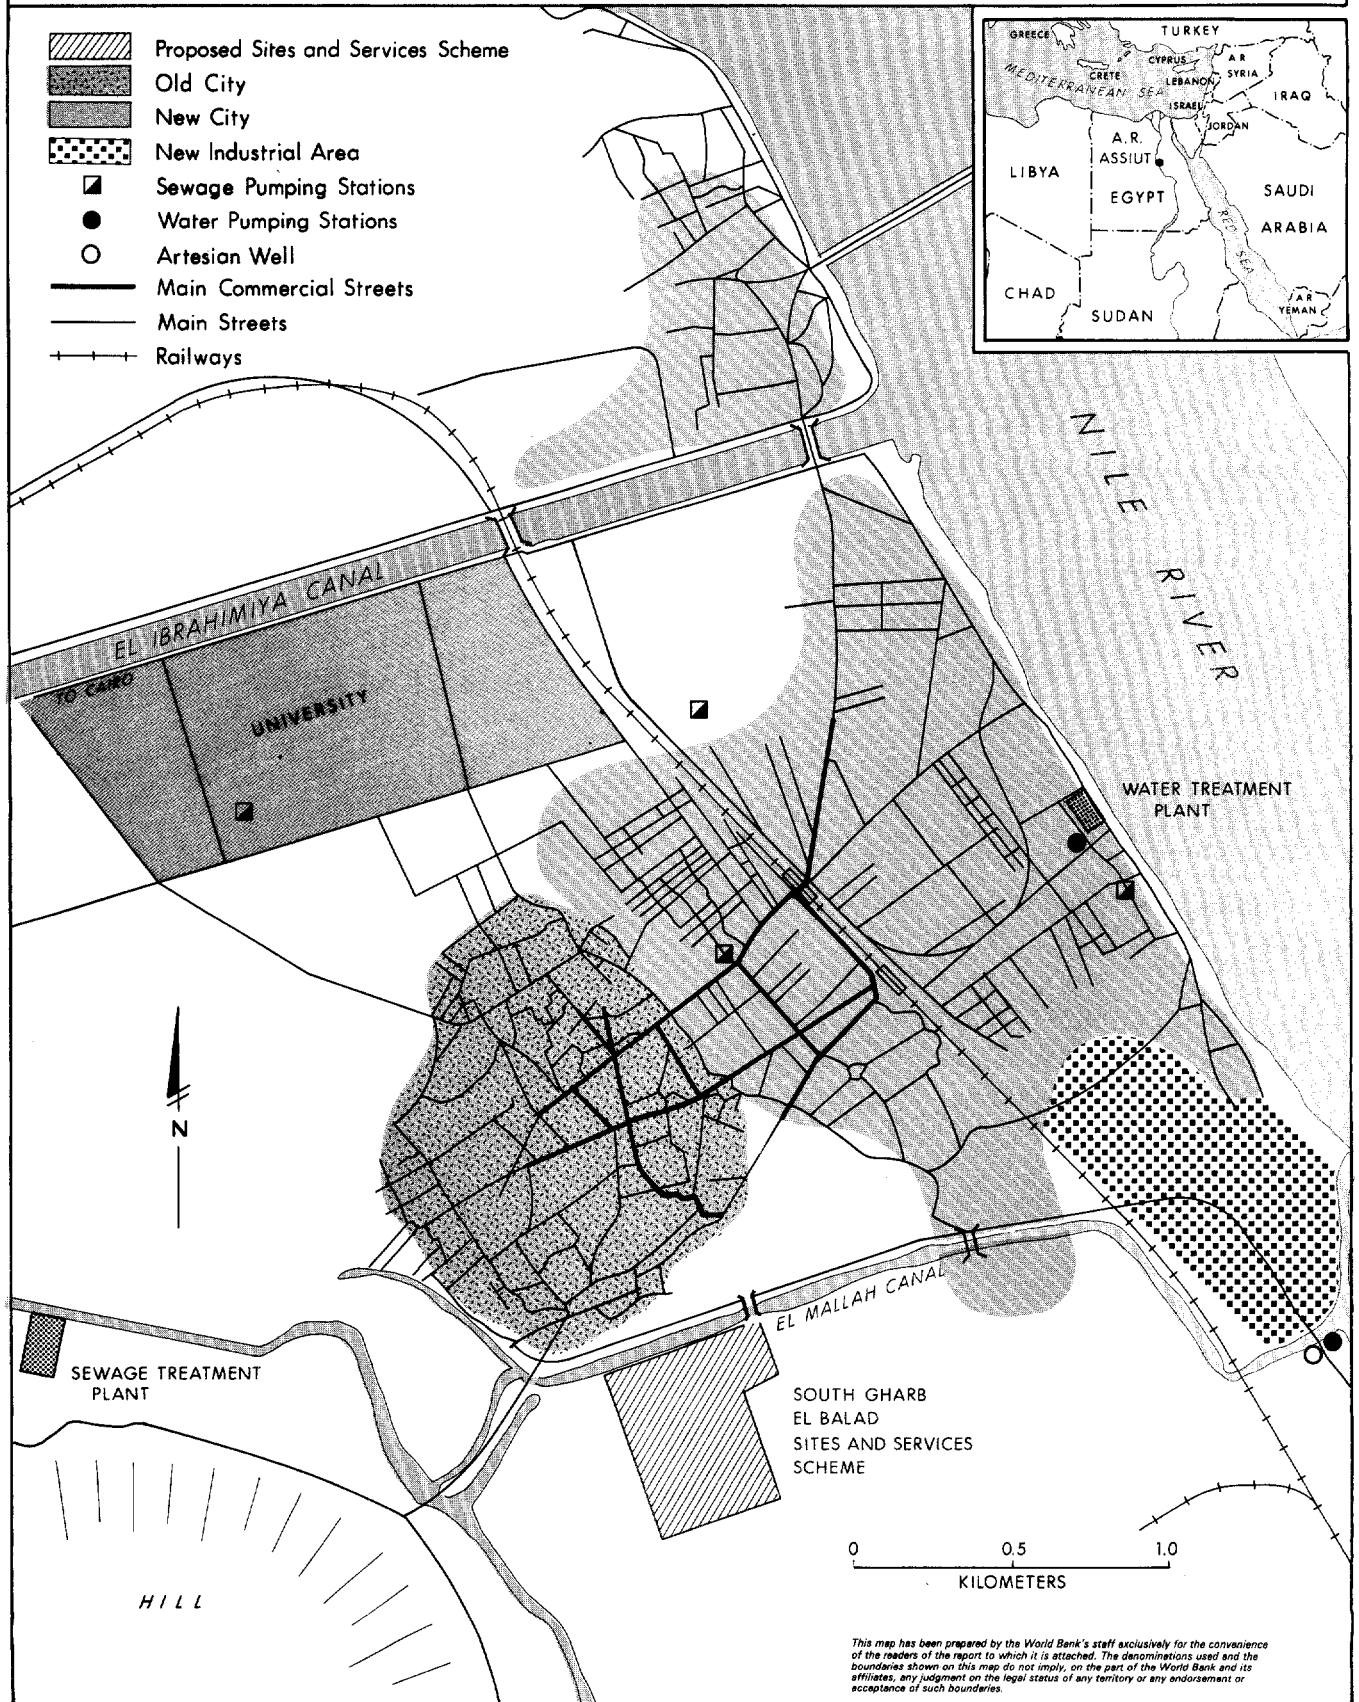 Proposed Sites and Services Scheme
Old City
New City
New Industrial Area
Sewage Pumping Stations
Water Pumping Stations
Artesian Well
Main Commercial Streets
Main Streets
Railways
GREECE
TURKEY
CYPRUS
A R
SYRIA
CRETE
LEBANON
MEDITERRANEAN SEA
ISRAEL
IRAQ
JORDAN
A.R.
ASSIUT
LIBYA
EGYPT
SAUDI
ARABIA
RED SEA
CHAD
SUDAN
A R
YEMAN
NILE RIVER
EL IBRAHIMIYA CANAL
TO CAIRO
UNIVERSITY
WATER TREATMENT
PLANT
N
EL MALLAH CANAL
SEWAGE TREATMENT
PLANT
SOUTH GHARB
EL BALAD
SITES AND SERVICES
SCHEME
HILL
0 0.5 1.0
KILOMETERS
This map has been prepared by the World Bank's staff exclusively for the convenience
of the readers of the report to which it is attached. The denominations used and the
boundaries shown on this map do not imply, on the part of the World Bank and its
affiliates, any judgment on the legal status of any territory or any endorsement or
acceptance of such boundaries.